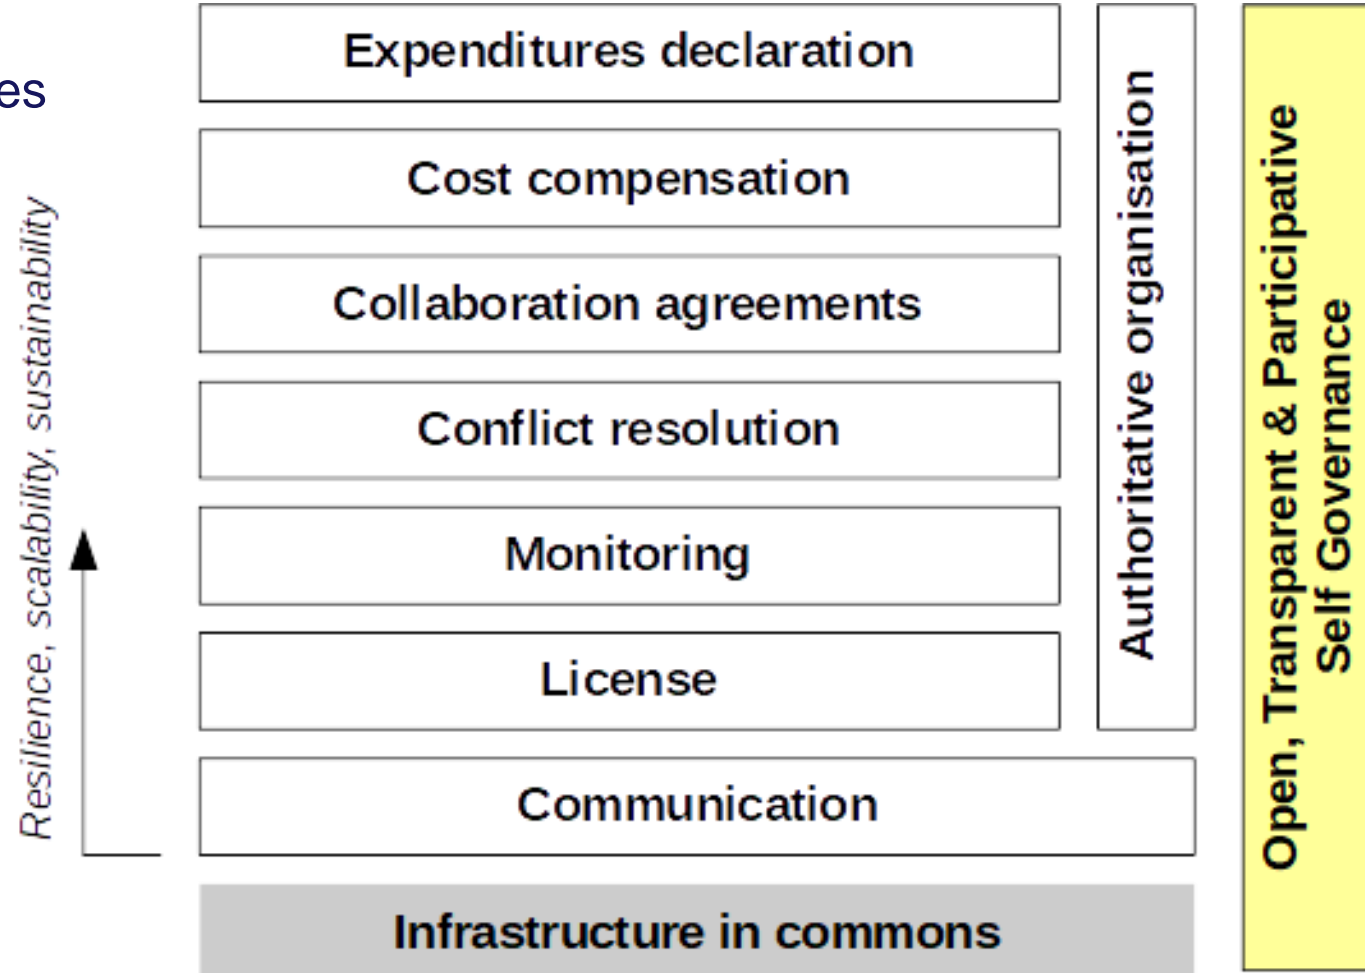 Expenditures declaration
Cost compensation
Collaboration agreements
Conflict resolution
Monitoring
License
Communication
Infrastructure in commons
Authoritative organisation
Open, Transparent & Participative
Self Governance
Resilience, scalability, sustainability